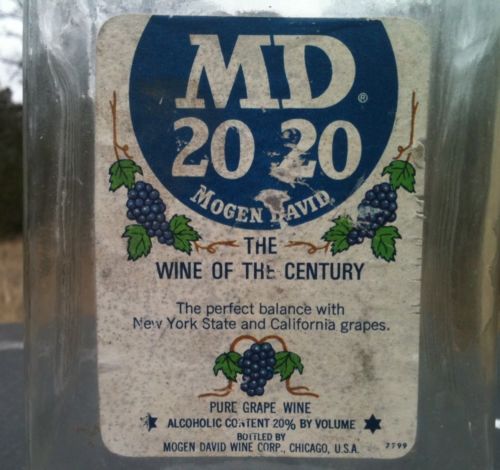 MD®
20 20
MOGEN DAVID
THE
WINE OF THE CENTURY
The perfect balance with
New York State and California grapes.
PURE GRAPE WINE
ALCOHOLIC CONTENT 20% BY VOLUME
BOTTLED BY
MOGEN DAVID WINE CORP., CHICAGO, U.S.A.